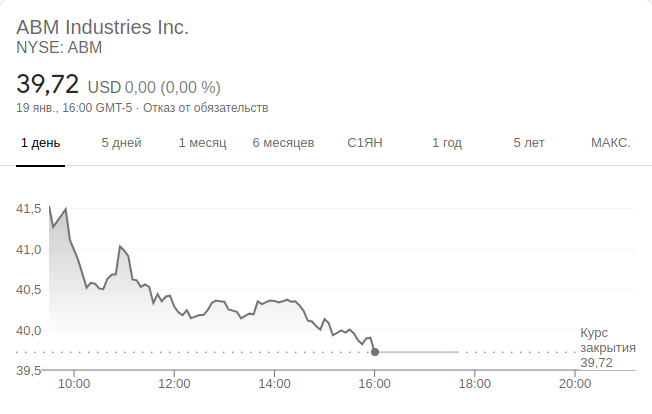 ABM Industries Inc.
NYSE: ABM
39,72 USD 0,00 (0,00 %)
19 янв., 16:00 GMT-5 · Отказ от обязательств
1 день 5 дней 1 месяц 6 месяцев С1ЯН 1 год 5 лет МАКС.
41,5
41,0
40,5
40,0
39,5
Курс
закрытия
39,72
10:00 12:00 14:00 16:00 18:00 20:00